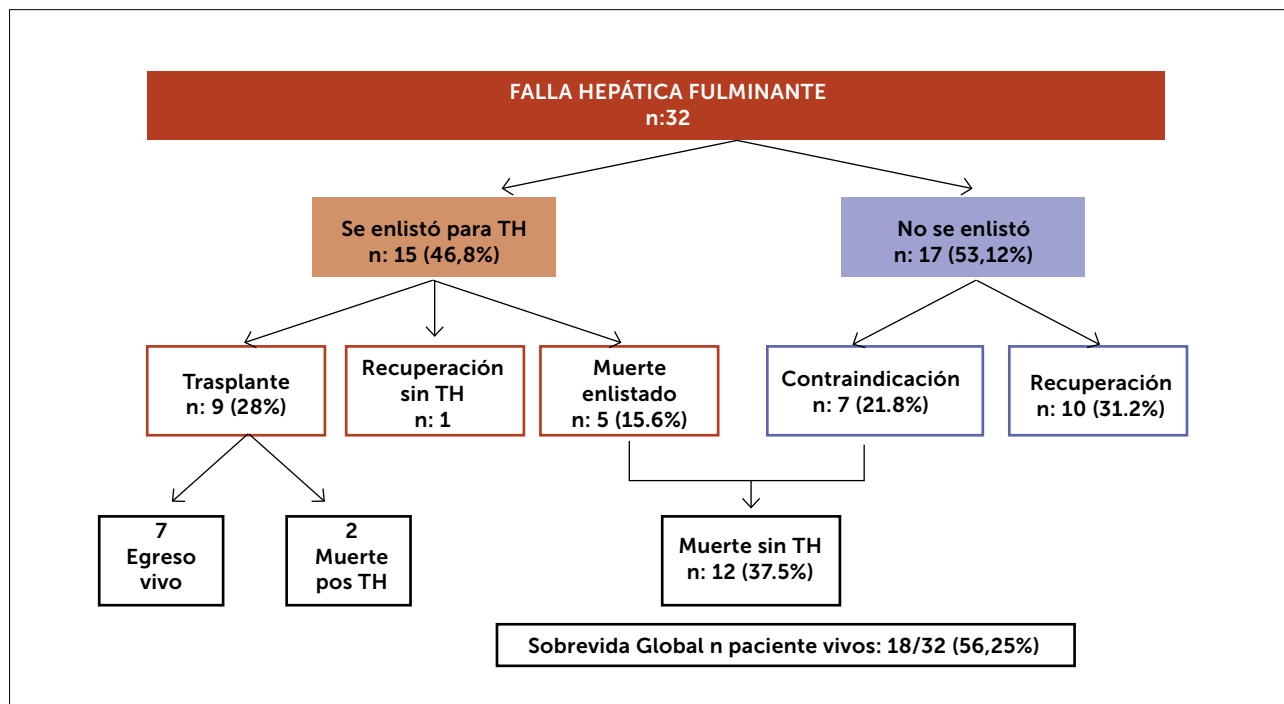 FALLA HEPÁTICA FULMINANTE
n:32
Se enlistó para TH
n: 15 (46,8%)
No se enlistó
n: 17 (53,12%)
Trasplante
n: 9 (28%)
Recuperación
sin TH
n: 1
Muerte
enlistado
n: 5 (15.6%)
Contraindicación
n: 7 (21.8%)
Recuperación
n: 10 (31.2%)
7
Egreso
vivo
2
Muerte
pos TH
Muerte sin TH
n: 12 (37.5%)
Sobrevida Global n paciente vivos: 18/32 (56,25%)